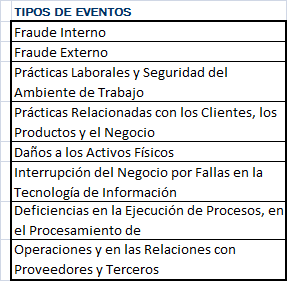 TIPOS DE EVENTOS
Fraude Interno
Fraude Externo
Prácticas Laborales y Seguridad del
Ambiente de Trabajo
Prácticas Relacionadas con los Clientes, los
Productos y el Negocio
Daños a los Activos Físicos
Interrupción del Negocio por Fallas en la
Tecnología de Información
Deficiencias en la Ejecución de Procesos, en
el Procesamiento de
Operaciones y en las Relaciones con
Proveedores y Terceros